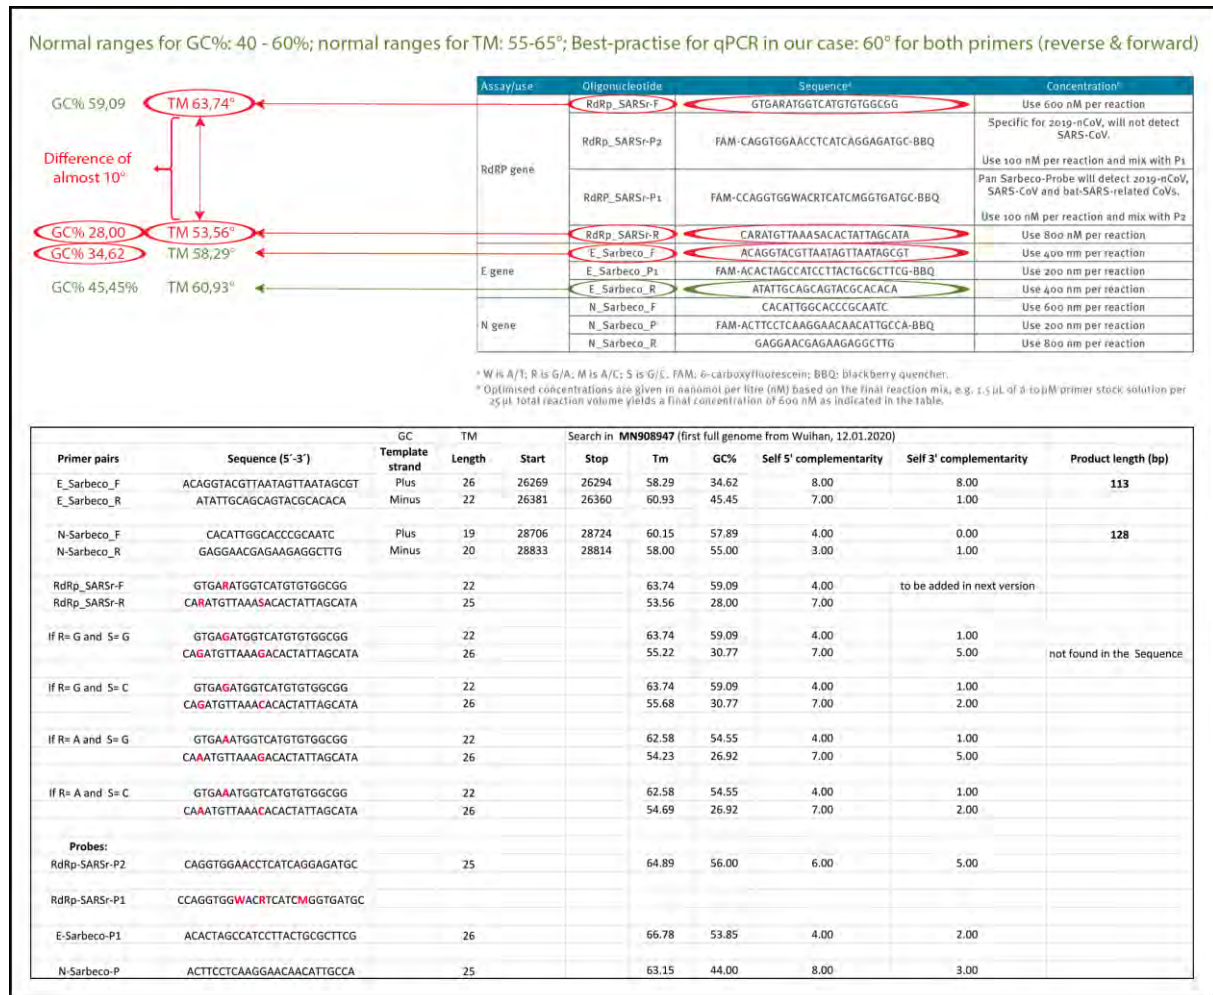 Normal ranges for GC%: 40 - 60%; normal ranges for TM: 55-65°; Best-practise for qPCR in our case: 60° for both primers (reverse & forward)
GC% 59,09 TM 63,74°
Difference of
almost 10°
GC% 28,00 TM 53,56°
GC% 34,62 TM 58,29°
GC% 45,45% TM 60,93°
Assay/use Oligonucleotide Sequenceᵃ Concentrationᵇ
RdRP gene
RdRp_SARSr-F GTGARATGGTCATGTGTGGCGG Use 600 nM per reaction
RdRp_SARSr-P2 FAM-CAGGTGGAACCTCATCAGGAGATGC-BBQ Specific for 2019-nCoV, will not detect
SARS-CoV.
Use 100 nM per reaction and mix with P1
RdRP_SARSr-P1 FAM-CCAGGTGGWACRTCATCMGGTGATGC-BBQ Pan Sarbeco-Probe will detect 2019-nCoV,
SARS-CoV and bat-SARS-related CoVs.
Use 100 nM per reaction and mix with P2
RdRp_SARSr-R CARATGTTAAASACACTATTAGCATA Use 800 nM per reaction
E gene
E_Sarbeco_F ACAGGTACGTTAATAGTTAATAGCGT Use 400 nm per reaction
E_Sarbeco_P1 FAM-ACACTAGCCATCCTTACTGCGCTTCG-BBQ Use 200 nm per reaction
E_Sarbeco_R ATATTGCAGCAGTACGCACACA Use 400 nm per reaction
N gene
N_Sarbeco_F CACATTGGCACCCGCAATC Use 600 nm per reaction
N_Sarbeco_P FAM-ACTTCCTCAAGGAACAACATTGCCA-BBQ Use 200 nm per reaction
N_Sarbeco_R GAGGAACGAGAAGAGGCTTG Use 800 nm per reaction
ᵃ W is A/T; R is G/A; M is A/C; S is G/C. FAM: 6-carboxyfluorescein; BBQ: blackberry quencher.
ᵇ Optimised concentrations are given in nanomol per litre (nM) based on the final reaction mix, e.g. 1.5 µL of a 10 µM primer stock solution per
25 µL total reaction volume yields a final concentration of 600 nM as indicated in the table.
GC TM Search in MN908947 (first full genome from Wuihan, 12.01.2020)
Primer pairs Sequence (5´-3´) Template strand Length Start Stop Tm GC% Self 5' complementarity Self 3' complementarity Product length (bp)
E_Sarbeco_F ACAGGTACGTTAATAGTTAATAGCGT Plus 26 26269 26294 58.29 34.62 8.00 8.00 113
E_Sarbeco_R ATATTGCAGCAGTACGCACACA Minus 22 26381 26360 60.93 45.45 7.00 1.00
N-Sarbeco_F CACATTGGCACCCGCAATC Plus 19 28706 28724 60.15 57.89 4.00 0.00 128
N-Sarbeco_R GAGGAACGAGAAGAGGCTTG Minus 20 28833 28814 58.00 55.00 3.00 1.00
RdRp_SARSr-F GTGARATGGTCATGTGTGGCGG 22 63.74 59.09 4.00 to be added in next version
RdRp_SARSr-R CARATGTTAAASACACTATTAGCATA 25 53.56 28.00 7.00
If R= G and S= G GTGAGATGGTCATGTGTGGCGG 22 63.74 59.09 4.00 1.00
CAGATGTTAAAGACACTATTAGCATA 26 55.22 30.77 7.00 5.00 not found in the Sequence
If R= G and S= C GTGAGATGGTCATGTGTGGCGG 22 63.74 59.09 4.00 1.00
CAGATGTTAAACACACTATTAGCATA 26 55.68 30.77 7.00 2.00
If R= A and S= G GTGAAATGGTCATGTGTGGCGG 22 62.58 54.55 4.00 1.00
CAAATGTTAAAGACACTATTAGCATA 26 54.23 26.92 7.00 5.00
If R= A and S= C GTGAAATGGTCATGTGTGGCGG 22 62.58 54.55 4.00 1.00
CAAATGTTAAACACACTATTAGCATA 26 54.69 26.92 7.00 2.00
Probes:
RdRp-SARSr-P2 CAGGTGGAACCTCATCAGGAGATGC 25 64.89 56.00 6.00 5.00
RdRp-SARSr-P1 CCAGGTGGWACRTCATCMGGTGATGC
E-Sarbeco-P1 ACACTAGCCATCCTTACTGCGCTTCG 26 66.78 53.85 4.00 2.00
N-Sarbeco-P ACTTCCTCAAGGAACAACATTGCCA 25 63.15 44.00 8.00 3.00